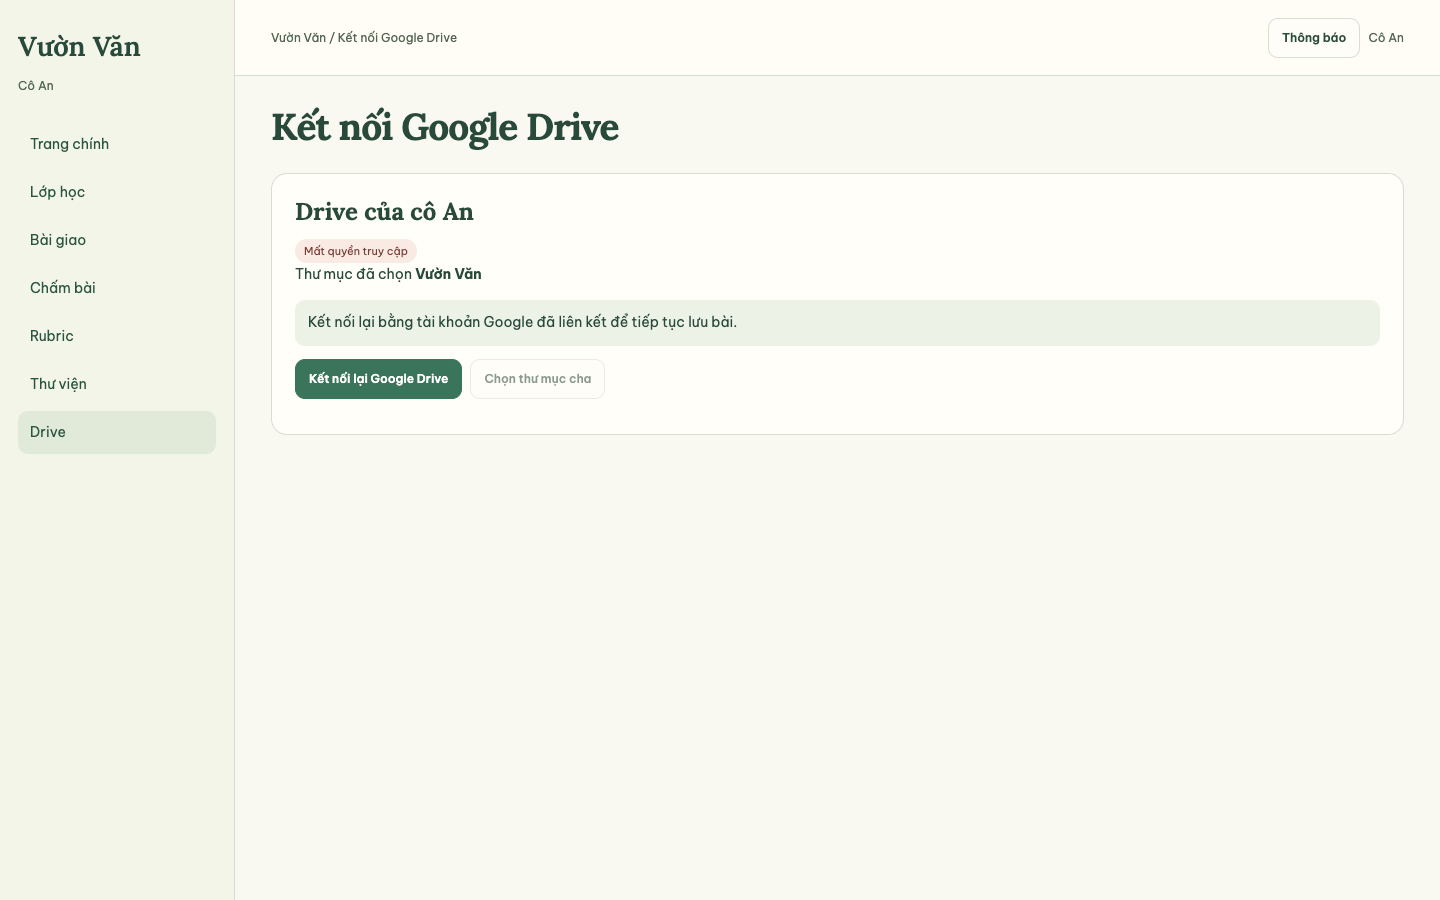 Vườn Văn
Cô An
Trang chính
Lớp học
Bài giao
Chấm bài
Rubric
Thư viện
Drive
Vườn Văn / Kết nối Google Drive
Thông báo
Cô An
Kết nối Google Drive
Drive của cô An
Mất quyền truy cập
Thư mục đã chọn Vườn Văn
Kết nối lại bằng tài khoản Google đã liên kết để tiếp tục lưu bài.
Kết nối lại Google Drive
Chọn thư mục cha